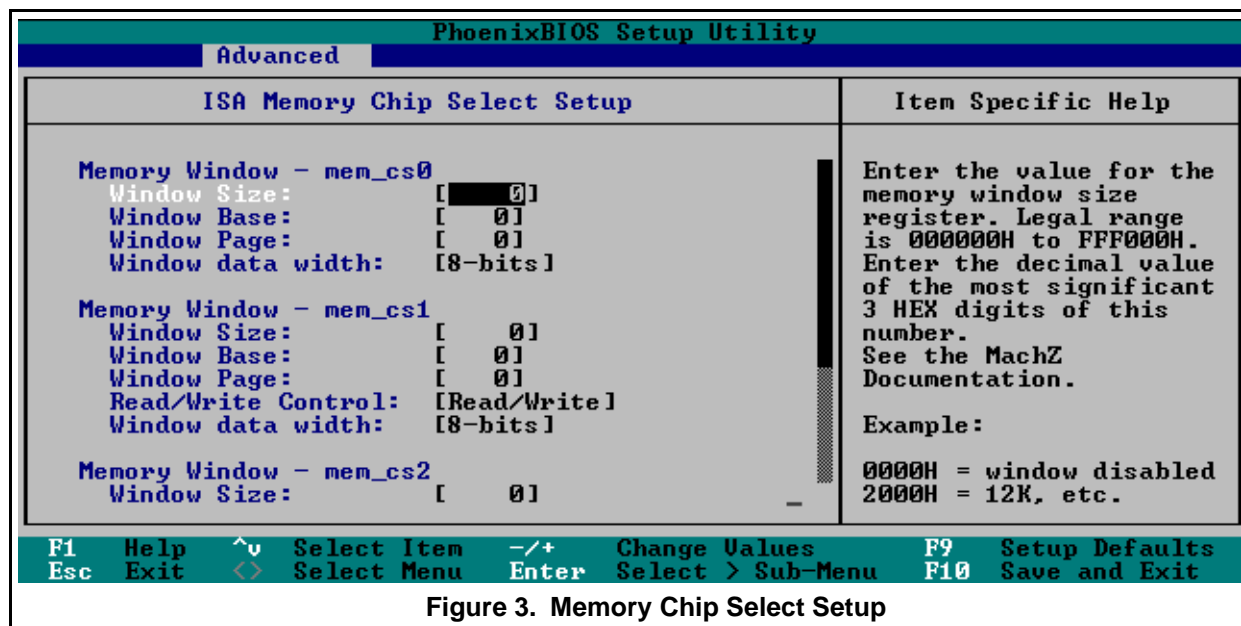 PhoenixBIOS Setup Utility
Advanced
ISA Memory Chip Select Setup
Memory Window - mem_cs0
Window Size: [ 0]
Window Base: [ 0]
Window Page: [ 0]
Window data width: [8-bits]
Memory Window - mem_cs1
Window Size: [ 0]
Window Base: [ 0]
Window Page: [ 0]
Read/Write Control: [Read/Write]
Window data width: [8-bits]
Memory Window - mem_cs2
Window Size: [ 0]
_
Item Specific Help
Enter the value for the
memory window size
register. Legal range
is 000000H to FFF000H.
Enter the decimal value
of the most significant
3 HEX digits of this
number.
See the MachZ
Documentation.
Example:
0000H = window disabled
2000H = 12K, etc.
F1 Help ^v Select Item -/+ Change Values F9 Setup Defaults
Esc Exit <> Select Menu Enter Select > Sub-Menu F10 Save and Exit
Figure 3. Memory Chip Select Setup